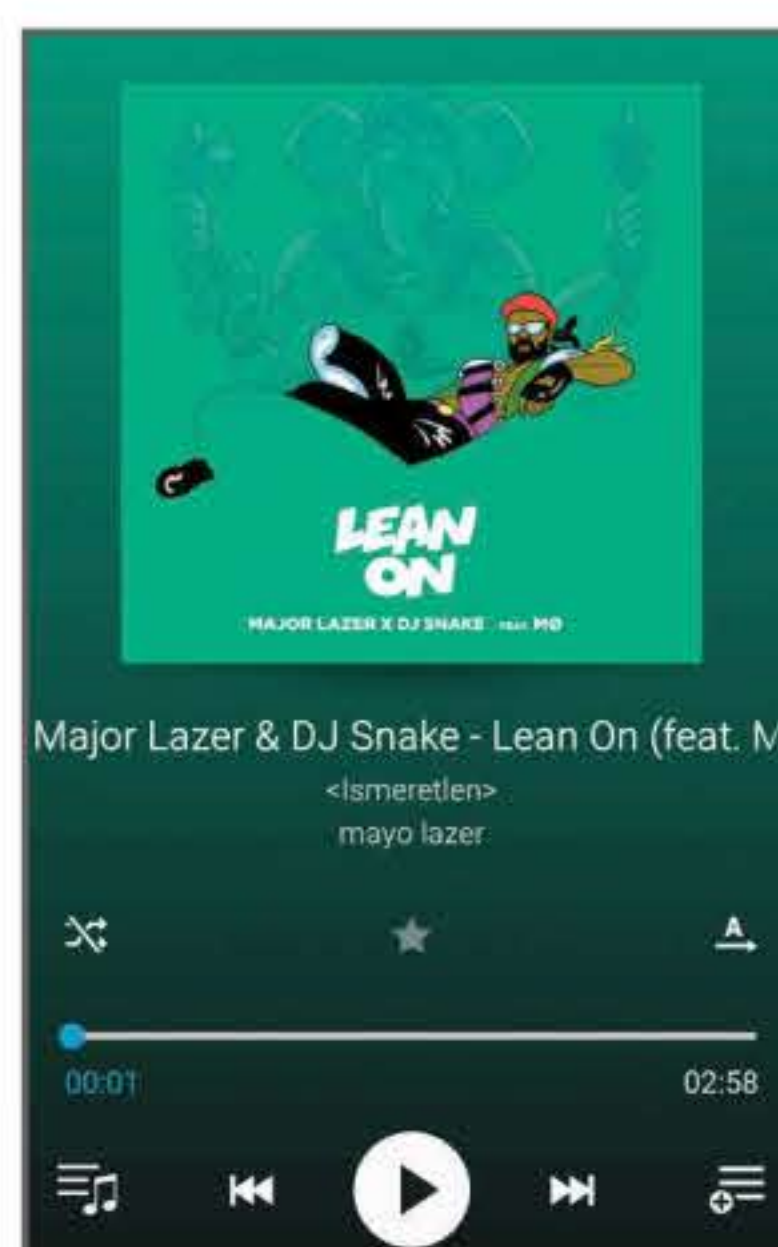 LEAN
ON
MAJOR LAZER X DJ SNAKE FEAT. MØ
Major Lazer & DJ Snake - Lean On (feat. M
<Ismeretlen>
mayo lazer
A
00:01
02:58